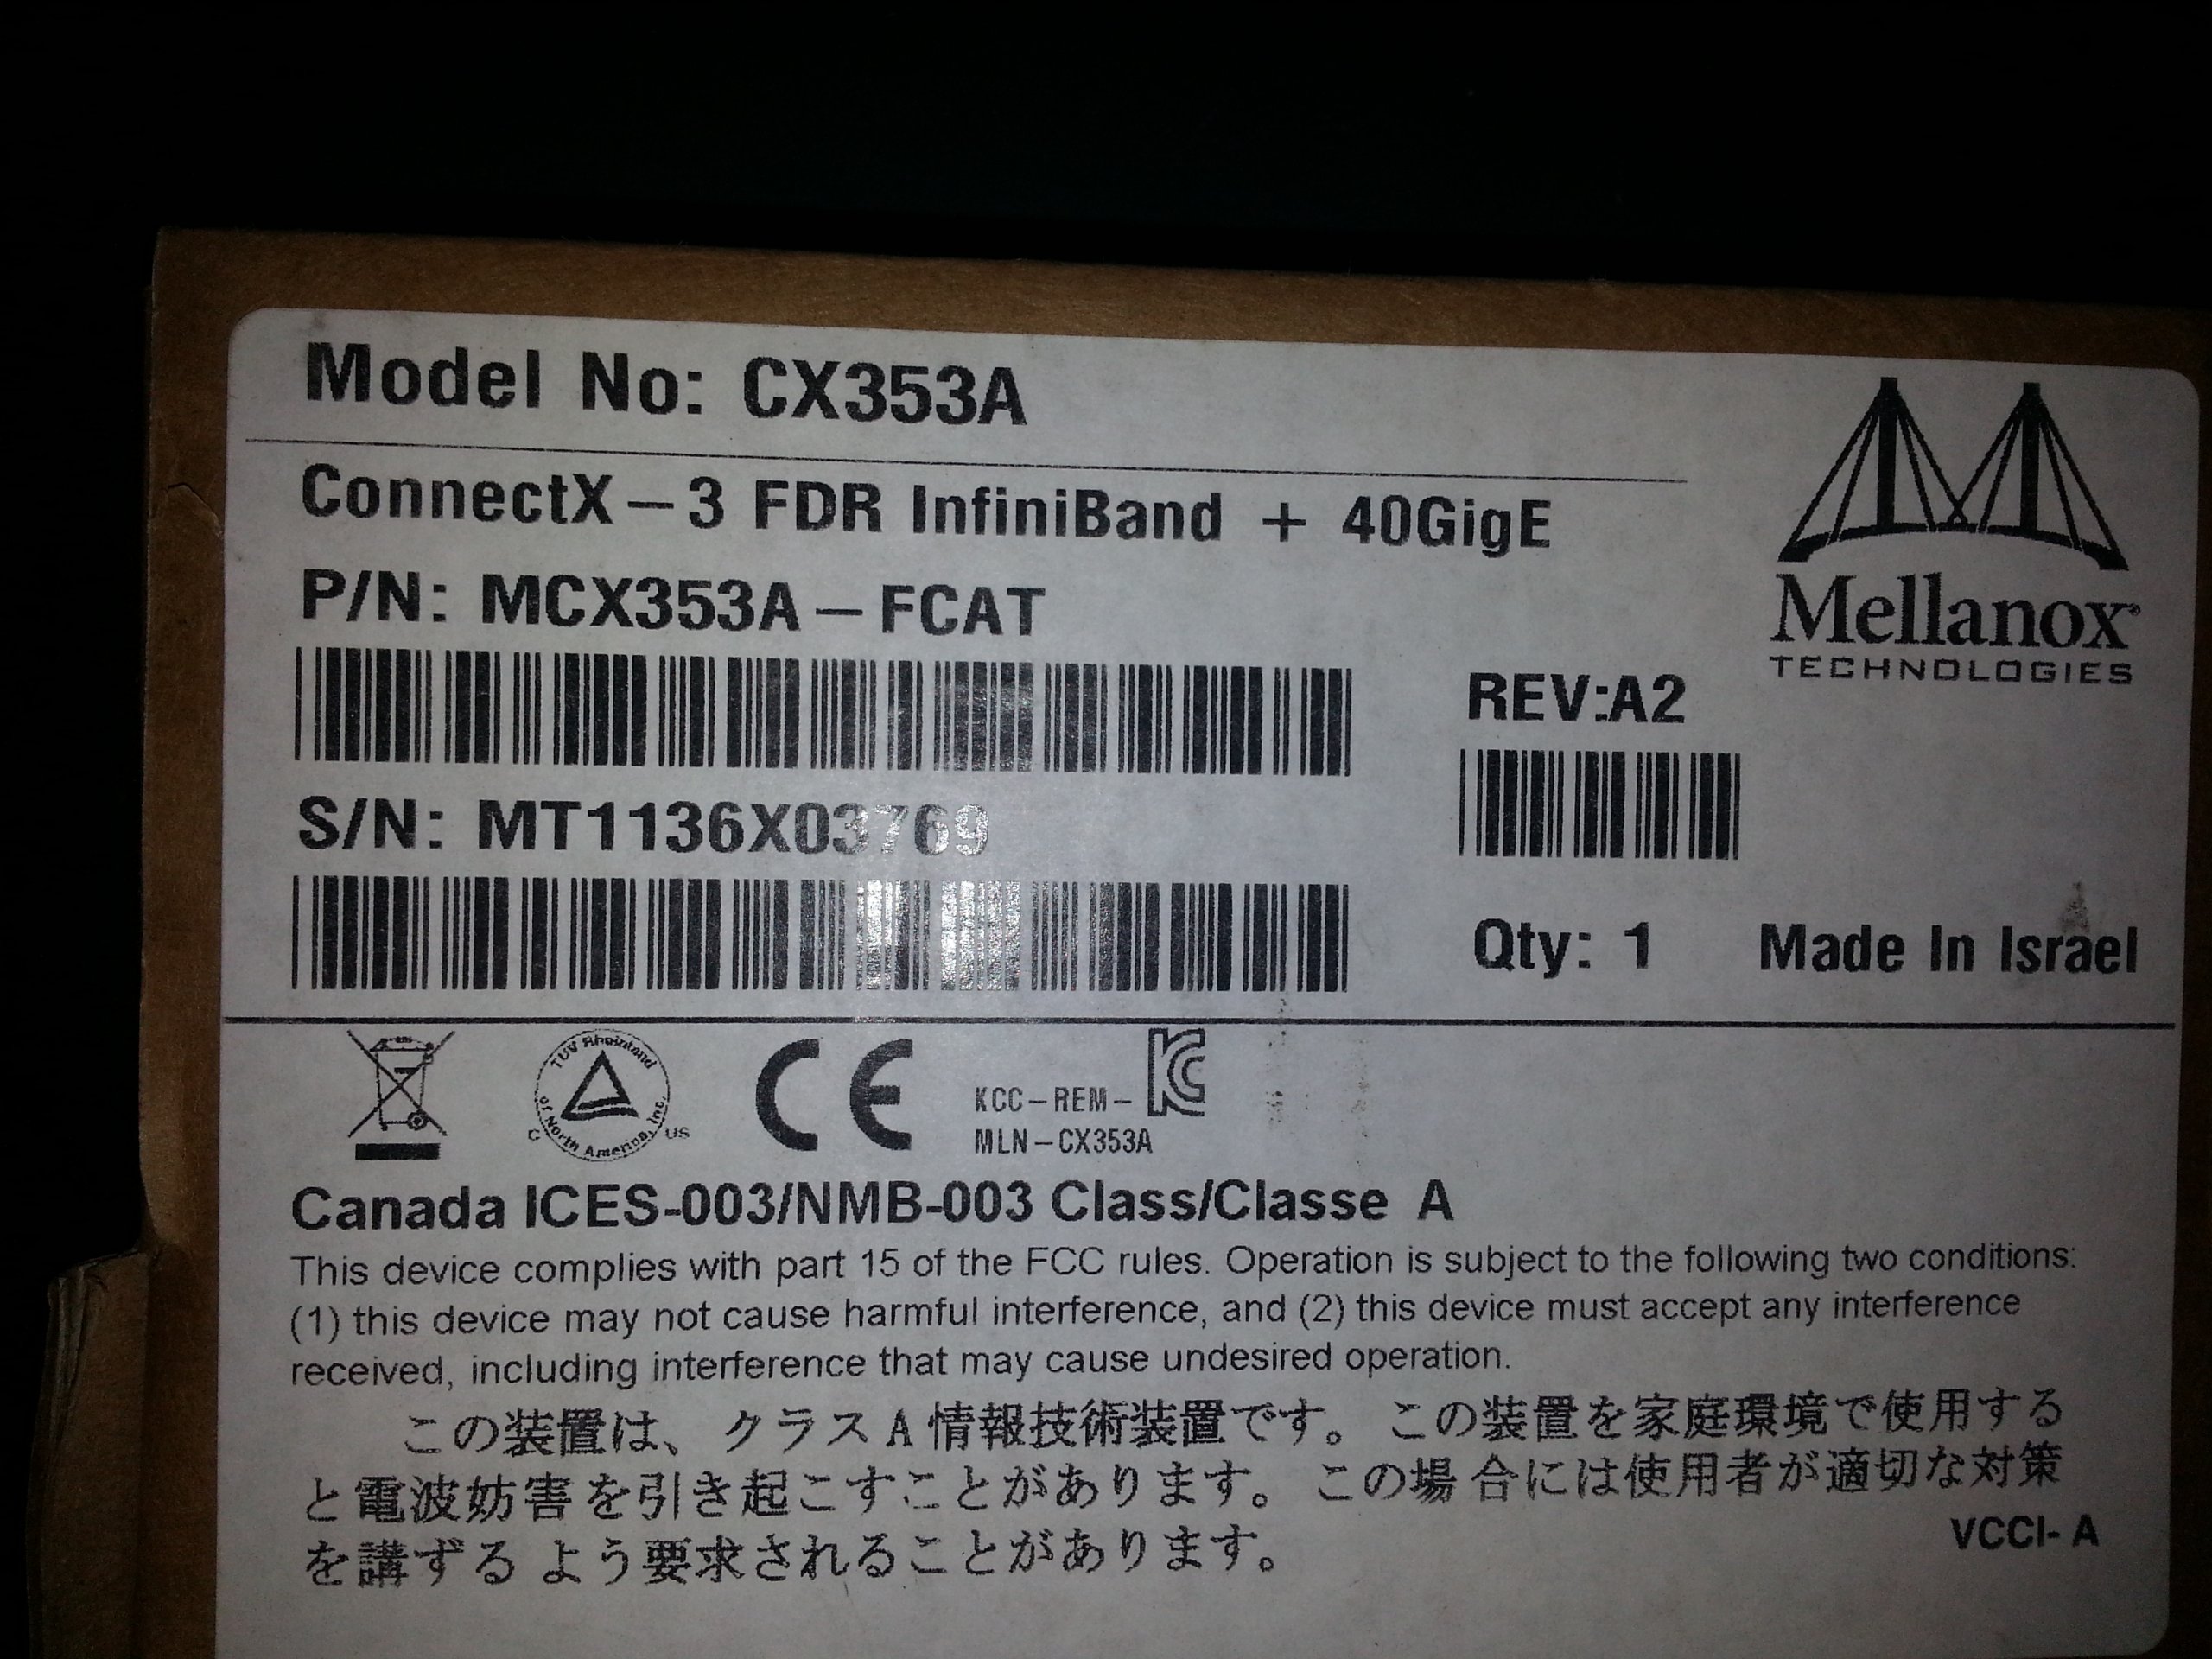 Model No: CX353A
ConnectX-3 FDR InfiniBand + 40GigE
P/N: MCX353A-FCAT
Mellanox
TECHNOLOGIES
REV:A2
S/N: MT1136X03769
Qty: 1 Made In Israel
TUV Rheinland
of North America, Inc.
C US
CE
KCC-REM-
MLN-CX353A
Canada ICES-003/NMB-003 Class/Classe A
This device complies with part 15 of the FCC rules. Operation is subject to the following two conditions:
(1) this device may not cause harmful interference, and (2) this device must accept any interference
received, including interference that may cause undesired operation.
この装置は、クラスA情報技術装置です。この装置を家庭環境で使用する
と電波妨害を引き起こすことがあります。この場合には使用者が適切な対策
を講ずるよう要求されることがあります。
VCCI-A